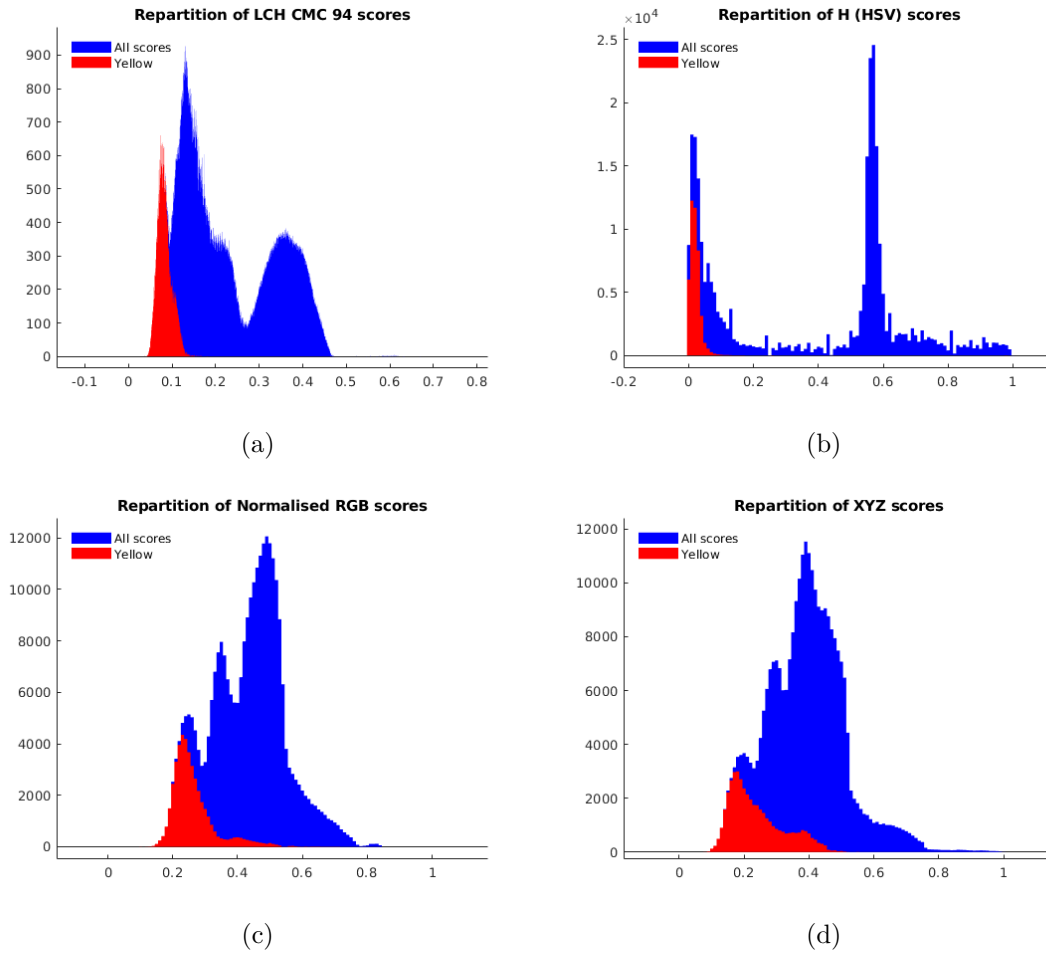 Repartition of LCH CMC 94 scores
All scores
Yellow
900
800
700
600
500
400
300
200
100
0
-0.1 0 0.1 0.2 0.3 0.4 0.5 0.6 0.7 0.8
(a)
Repartition of H (HSV) scores
×10⁴
All scores
Yellow
2.5
2
1.5
1
0.5
0
-0.2 0 0.2 0.4 0.6 0.8 1
(b)
Repartition of Normalised RGB scores
All scores
Yellow
12000
10000
8000
6000
4000
2000
0
0 0.2 0.4 0.6 0.8 1
(c)
Repartition of XYZ scores
All scores
Yellow
12000
10000
8000
6000
4000
2000
0
0 0.2 0.4 0.6 0.8 1
(d)